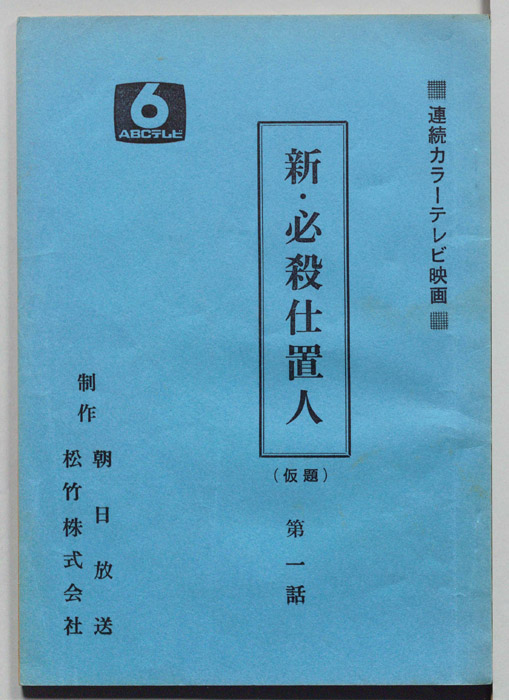 連続カラーテレビ映画
新・必殺仕置人
（仮題）
第一話
6
ABCテレビ
制作
朝日放送
松竹株式会社